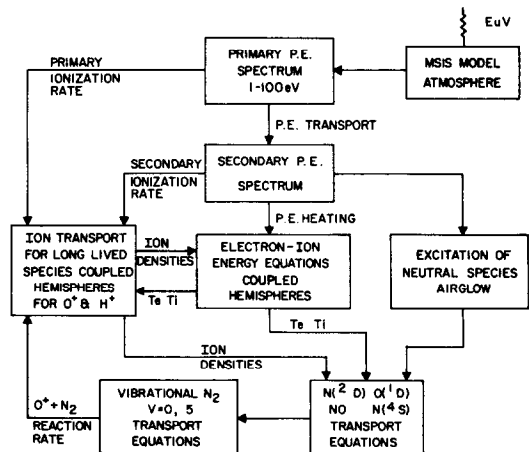 EuV
PRIMARY
IONIZATION
RATE
PRIMARY P.E.
SPECTRUM
1-100eV
MSIS MODEL
ATMOSPHERE
P.E. TRANSPORT
SECONDARY
IONIZATION
RATE
SECONDARY P.E.
SPECTRUM
P.E. HEATING
ION TRANSPORT
FOR LONG LIVED
SPECIES COUPLED
HEMISPHERES
FOR O⁺ & H⁺
ION
DENSITIES
Te Ti
ELECTRON-ION
ENERGY EQUATIONS
COUPLED
HEMISPHERES
EXCITATION OF
NEUTRAL SPECIES
AIRGLOW
Te Ti
ION
DENSITIES
O⁺+N₂
REACTION
RATE
VIBRATIONAL N₂
V=0, 5
TRANSPORT
EQUATIONS
N(²D) O(¹D)
NO N(⁴S)
TRANSPORT
EQUATIONS